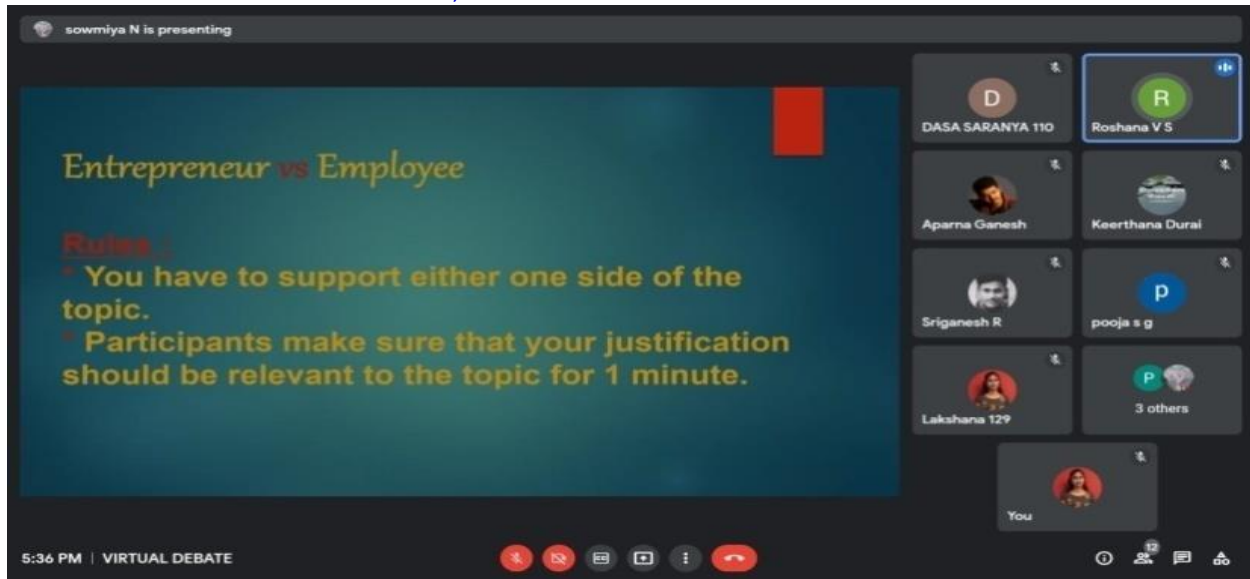 sowmiya N is presenting
Entrepreneur vs Employee
Rules :
* You have to support either one side of the
topic.
* Participants make sure that your justification
should be relevant to the topic for 1 minute.
D
DASA SARANYA 110
R
Roshana V S
Aparna Ganesh
Keerthana Durai
Sriganesh R
p
pooja s g
Lakshana 129
P
3 others
You
5:36 PM | VIRTUAL DEBATE
12